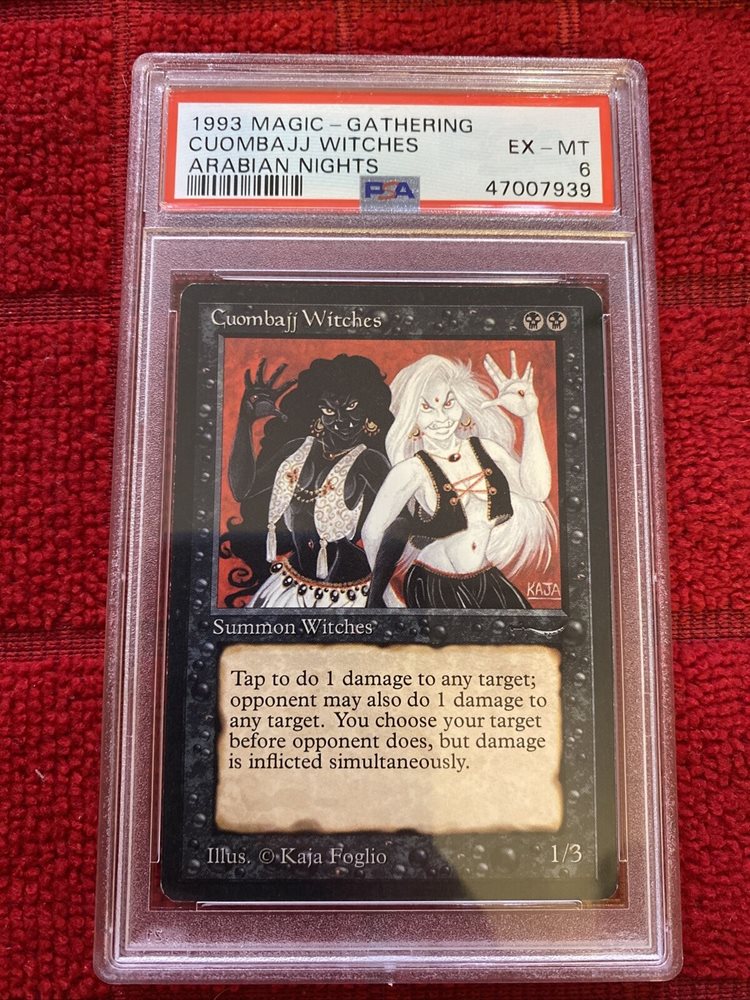 1993 MAGIC - GATHERING
CUOMBAJJ WITCHES
EX - MT
ARABIAN NIGHTS
6
PSA
47007939
Cuombajj Witches
KAJA
Summon Witches
Tap to do 1 damage to any target;
opponent may also do 1 damage to
any target. You choose your target
before opponent does, but damage
is inflicted simultaneously.
Illus. © Kaja Foglio
1/3